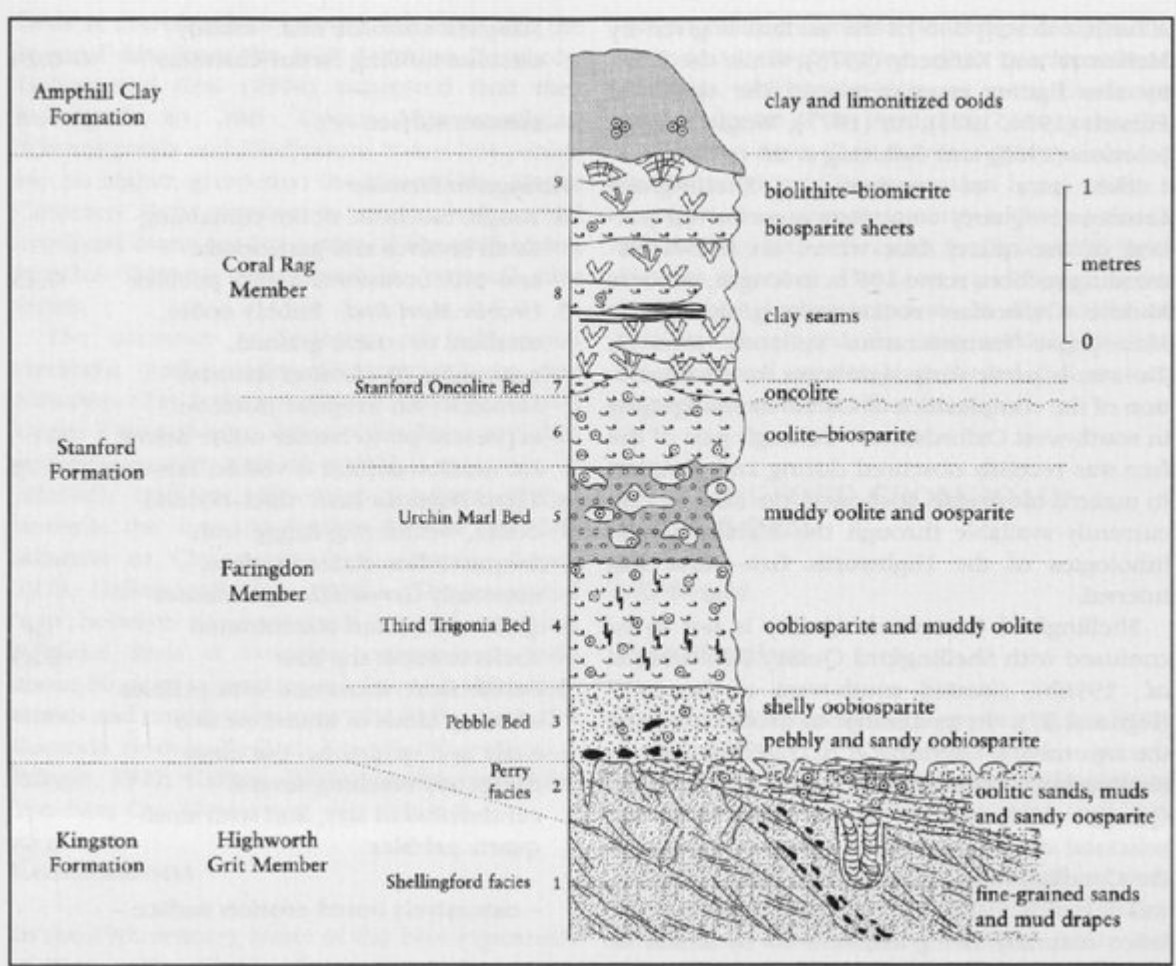 Ampthill Clay
Formation
Coral Rag
Member
Stanford Oncolite Bed
Stanford
Formation
Urchin Marl Bed
Faringdon
Member
Third Trigonia Bed
Pebble Bed
Perry
facies
Kingston
Formation
Highworth
Grit Member
Shellingford facies
9
8
7
6
4
3
2
1
clay and limonitized ooids
biolithite–biomicrite
biosparite sheets
clay seams
oncolite
oolite–biosparite
muddy oolite and oosparite
oobiosparite and muddy oolite
shelly oobiosparite
pebbly and sandy oobiosparite
oolitic sands, muds
and sandy oosparite
fine-grained sands
and mud drapes
1
metres
0